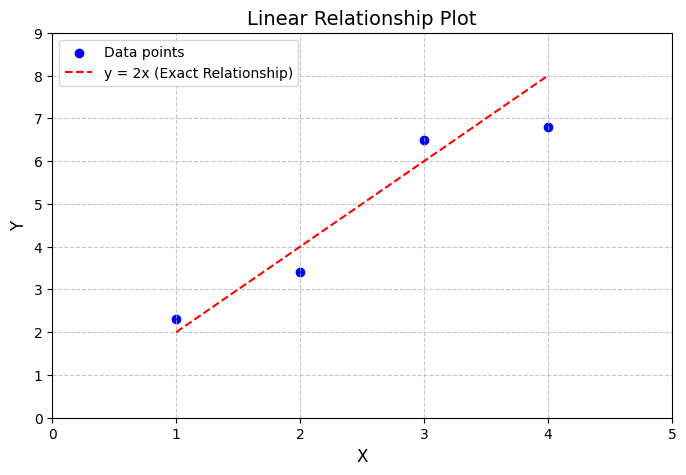 Linear Relationship Plot
Data points
y = 2x (Exact Relationship)
9
8
7
6
5
4
3
2
1
0
Y
0 1 2 3 4 5
X